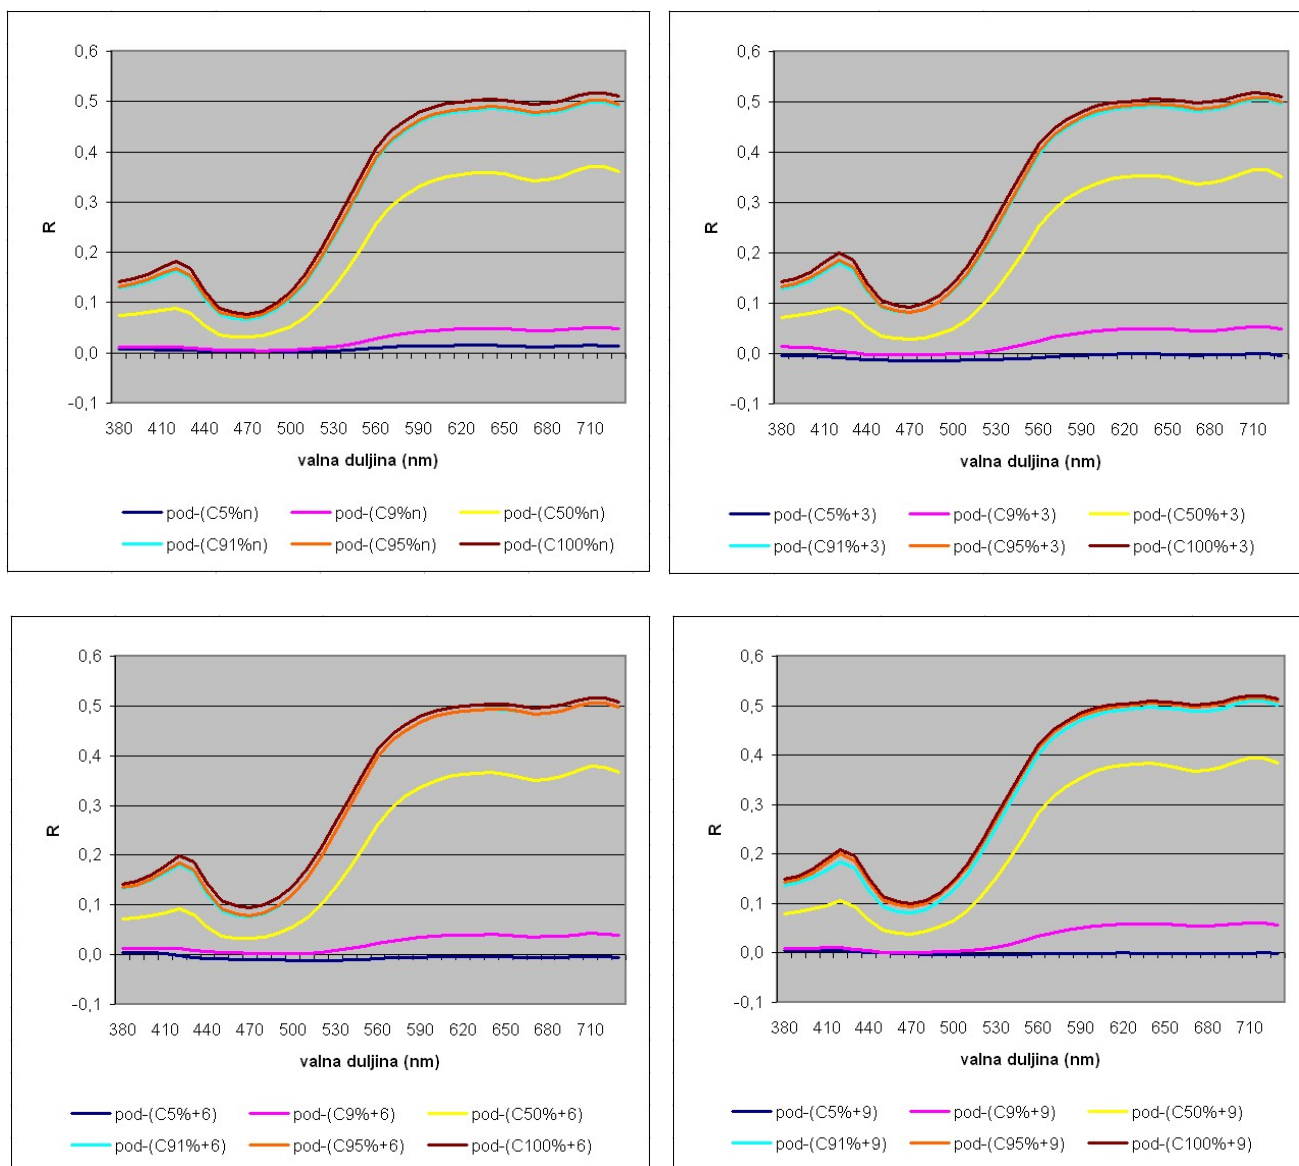 0,6
0,5
0,4
0,3
0,2
0,1
0,0
-0,1
R
380 410 440 470 500 530 560 590 620 650 680 710
valna duljina (nm)
pod-(C5%n) pod-(C9%n) pod-(C50%n)
pod-(C91%n) pod-(C95%n) pod-(C100%n)
0,6
0,5
0,4
0,3
0,2
0,1
0,0
-0,1
R
380 410 440 470 500 530 560 590 620 650 680 710
valna duljina (nm)
pod-(C5%+3) pod-(C9%+3) pod-(C50%+3)
pod-(C91%+3) pod-(C95%+3) pod-(C100%+3)
0,6
0,5
0,4
0,3
0,2
0,1
0,0
-0,1
R
380 410 440 470 500 530 560 590 620 650 680 710
valna duljina (nm)
pod-(C5%+6) pod-(C9%+6) pod-(C50%+6)
pod-(C91%+6) pod-(C95%+6) pod-(C100%+6)
0,6
0,5
0,4
0,3
0,2
0,1
0,0
-0,1
R
380 410 440 470 500 530 560 590 620 650 680 710
valna duljina (nm)
pod-(C5%+9) pod-(C9%+9) pod-(C50%+9)
pod-(C91%+9) pod-(C95%+9) pod-(C100%+9)